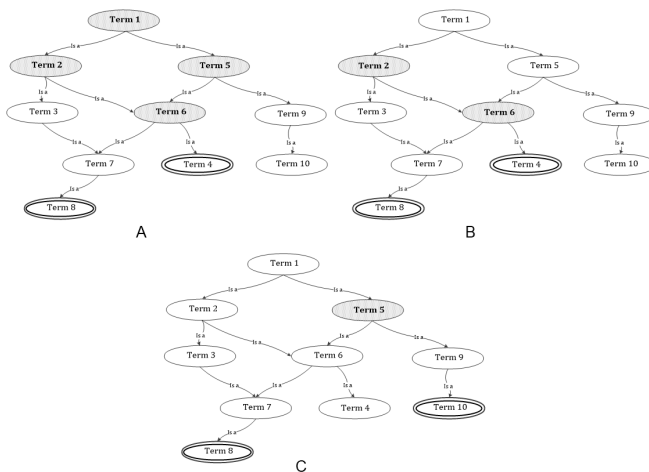 Term 1
Is a Is a
Term 2 Term 5
Is a Is a Is a Is a
Term 3 Term 6 Term 9
Is a Is a Is a Is a
Term 7 Term 4 Term 10
Is a
Term 8
A
Term 1
Is a Is a
Term 2 Term 5
Is a Is a Is a Is a
Term 3 Term 6 Term 9
Is a Is a Is a Is a
Term 7 Term 4 Term 10
Is a
Term 8
B
Term 1
Is a Is a
Term 2 Term 5
Is a Is a Is a Is a
Term 3 Term 6 Term 9
Is a Is a Is a Is a
Term 7 Term 4 Term 10
Is a
Term 8
C